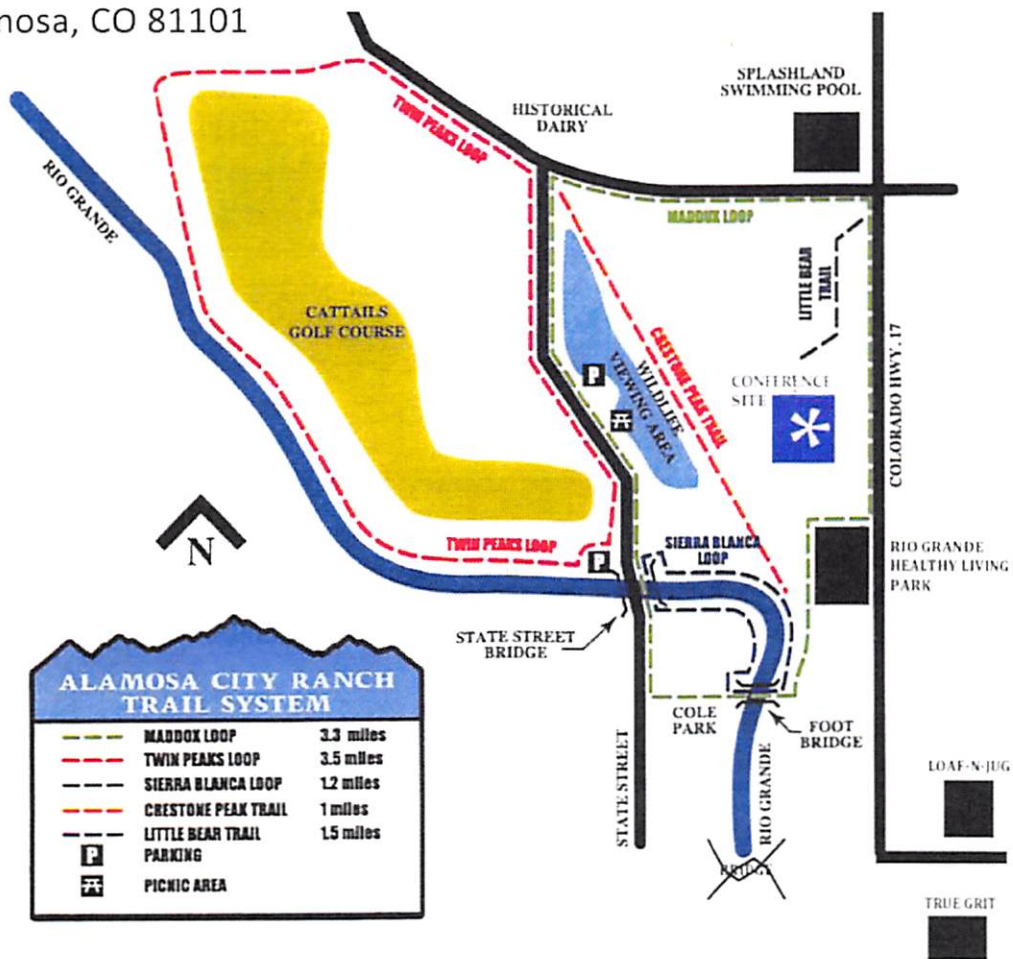 mosa, CO 81101
SPLASHLAND
SWIMMING POOL
HISTORICAL
DAIRY
TWIN PEAKS LOOP
RIO GRANDE
MADDOX LOOP
LITTLE BEAR
TRAIL
CATTAILS
GOLF COURSE
COLORADO HWY. 17
CRESTONE PEAK TRAIL
WILDLIFE
VIEWING AREA
P
CONFERENCE
SITE
N
TWIN PEAKS LOOP
P
SIERRA BLANCA
LOOP
RIO GRANDE
HEALTHY LIVING
PARK
STATE STREET
BRIDGE
COLE
PARK
FOOT
BRIDGE
STATE STREET
RIO GRANDE
BRIDGE
LOAF-N-JUG
TRUE GRIT
ALAMOSA CITY RANCH
TRAIL SYSTEM
MADDOX LOOP 3.3 miles
TWIN PEAKS LOOP 3.5 miles
SIERRA BLANCA LOOP 1.2 miles
CRESTONE PEAK TRAIL 1 miles
LITTLE BEAR TRAIL 1.5 miles
P PARKING
PICNIC AREA